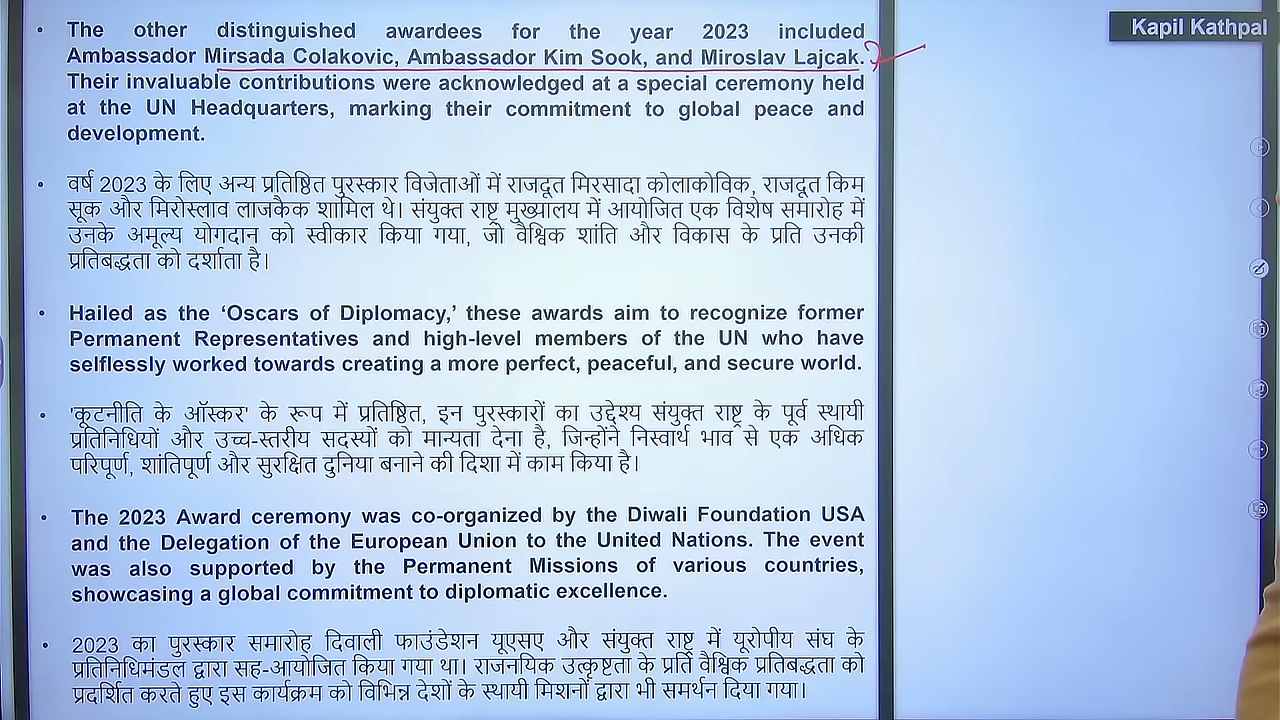 Kapil Kathpal
• The other distinguished awardees for the year 2023 included
Ambassador Mirsada Colakovic, Ambassador Kim Sook, and Miroslav Lajcak.
Their invaluable contributions were acknowledged at a special ceremony held
at the UN Headquarters, marking their commitment to global peace and
development.
• वर्ष 2023 के लिए अन्य प्रतिष्ठित पुरस्कार विजेताओं में राजदूत मिरसादा कोलाकोविक, राजदूत किम
सूक और मिरोस्लाव लाजकैक शामिल थे। संयुक्त राष्ट्र मुख्यालय में आयोजित एक विशेष समारोह में
उनके अमूल्य योगदान को स्वीकार किया गया, जो वैश्विक शांति और विकास के प्रति उनकी
प्रतिबद्धता को दर्शाता है।
• Hailed as the ‘Oscars of Diplomacy,’ these awards aim to recognize former
Permanent Representatives and high-level members of the UN who have
selflessly worked towards creating a more perfect, peaceful, and secure world.
• 'कूटनीति के ऑस्कर' के रूप में प्रतिष्ठित, इन पुरस्कारों का उद्देश्य संयुक्त राष्ट्र के पूर्व स्थायी
प्रतिनिधियों और उच्च-स्तरीय सदस्यों को मान्यता देना है, जिन्होंने निस्वार्थ भाव से एक अधिक
परिपूर्ण, शांतिपूर्ण और सुरक्षित दुनिया बनाने की दिशा में काम किया है।
• The 2023 Award ceremony was co-organized by the Diwali Foundation USA
and the Delegation of the European Union to the United Nations. The event
was also supported by the Permanent Missions of various countries,
showcasing a global commitment to diplomatic excellence.
• 2023 का पुरस्कार समारोह दिवाली फाउंडेशन यूएसए और संयुक्त राष्ट्र में यूरोपीय संघ के
प्रतिनिधिमंडल द्वारा सह-आयोजित किया गया था। राजनयिक उत्कृष्टता के प्रति वैश्विक प्रतिबद्धता को
प्रदर्शित करते हुए इस कार्यक्रम को विभिन्न देशों के स्थायी मिशनों द्वारा भी समर्थन दिया गया।